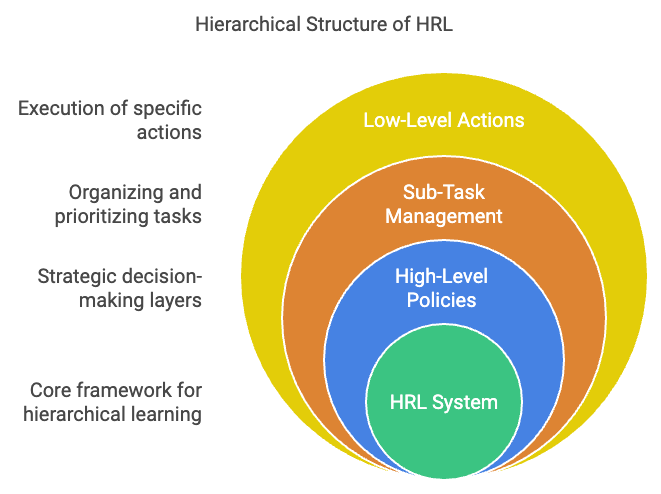 Hierarchical Structure of HRL
Execution of specific
actions
Low-Level Actions
Organizing and
prioritizing tasks
Sub-Task
Management
Strategic decision-
making layers
High-Level
Policies
Core framework for
hierarchical learning
HRL System